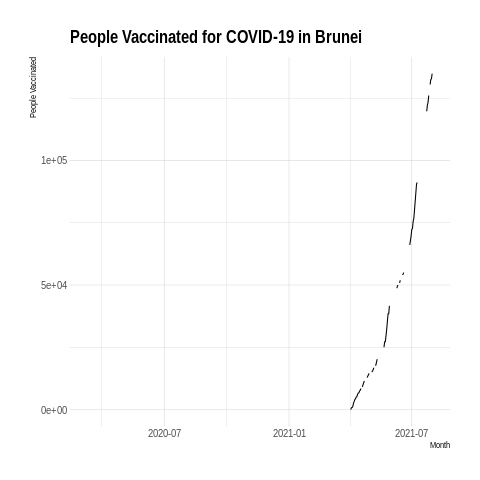 People Vaccinated for COVID-19 in Brunei
People Vaccinated
1e+05
5e+04
0e+00
2020-07
2021-01
2021-07
Month